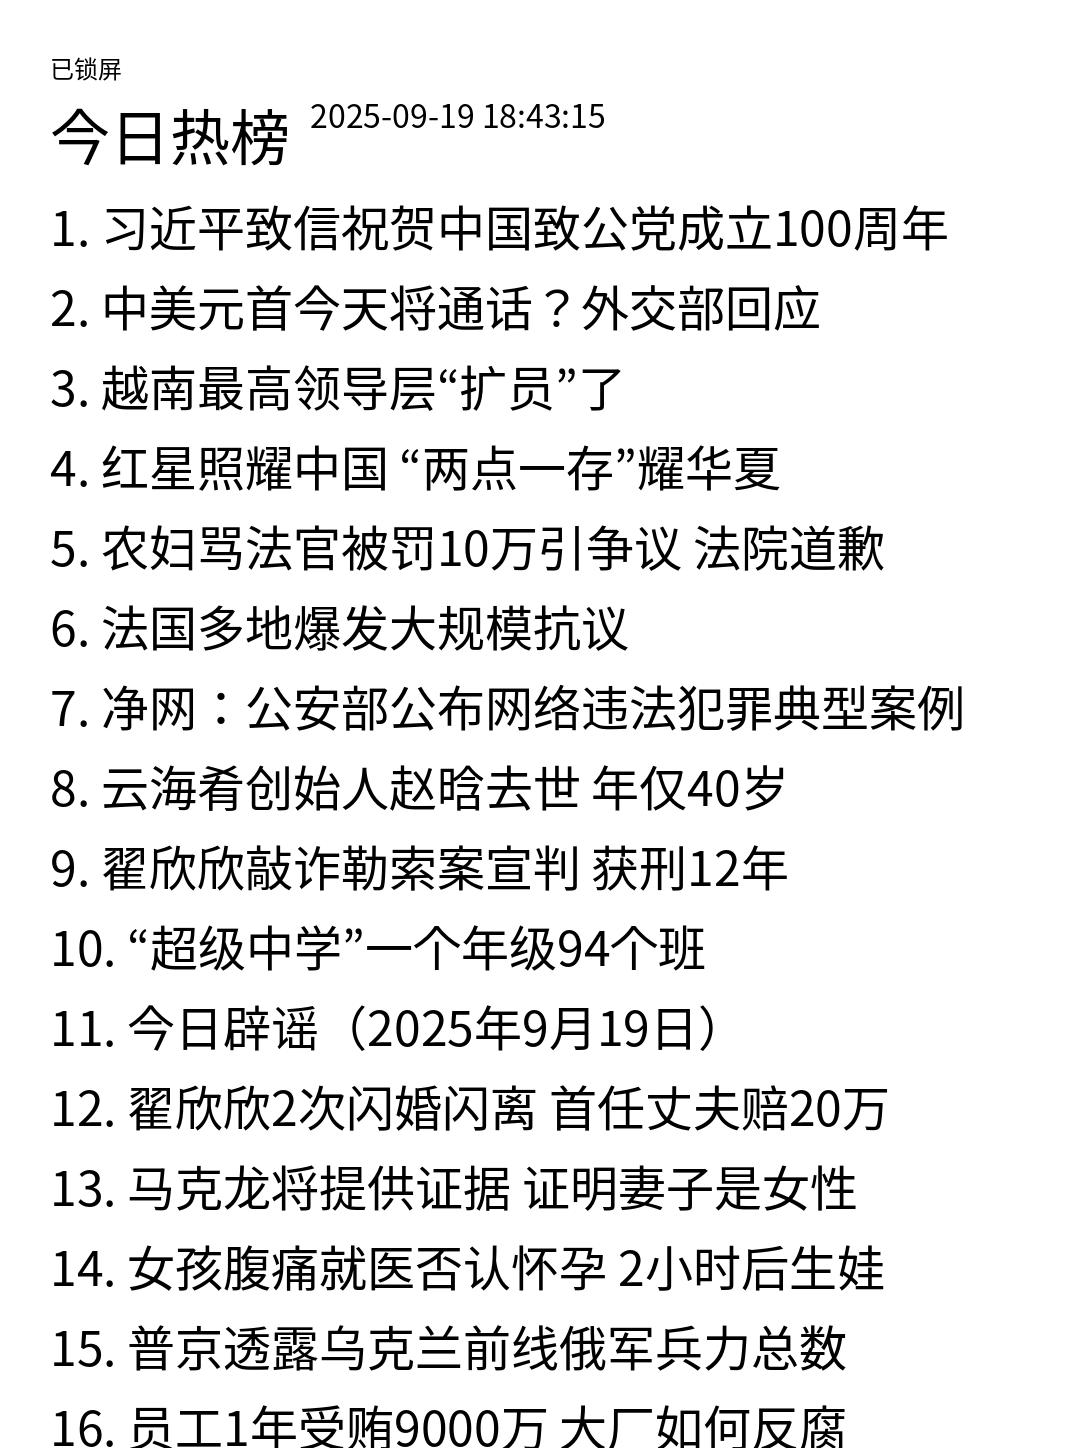 已锁屏
今日热榜 2025-09-19 18:43:15
1. 习近平致信祝贺中国致公党成立100周年
2. 中美元首今天将通话？外交部回应
3. 越南最高领导层“扩员”了
4. 红星照耀中国 “两点一存”耀华夏
5. 农妇骂法官被罚10万引争议 法院道歉
6. 法国多地爆发大规模抗议
7. 净网：公安部公布网络违法犯罪典型案例
8. 云海肴创始人赵晗去世 年仅40岁
9. 翟欣欣敲诈勒索案宣判 获刑12年
10. “超级中学”一个年级94个班
11. 今日辟谣（2025年9月19日）
12. 翟欣欣2次闪婚闪离 首任丈夫赔20万
13. 马克龙将提供证据 证明妻子是女性
14. 女孩腹痛就医否认怀孕 2小时后生娃
15. 普京透露乌克兰前线俄军兵力总数
16. 员工1年受贿9000万 大厂如何反腐